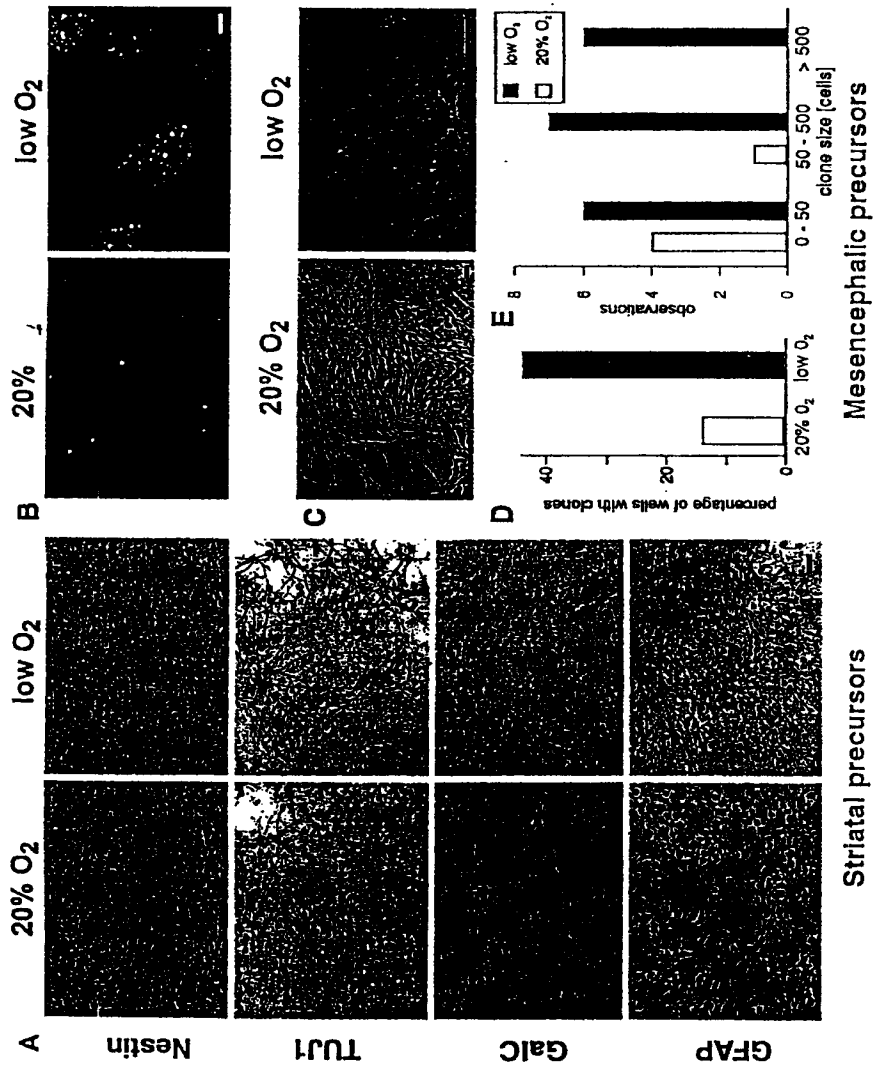 A
20% O2
low O2
Nestin
TUJ1
GalC
GFAP
Striatal precursors
B
20%
low O2
C
20% O2
low O2
D
percentage of wells with clones
40
20
0
20% O2
low O2
E
observations
8
6
4
2
0
0 - 50
50 - 500
> 500
clone size [cells]
low O2
20% O2
Mesencephalic precursors